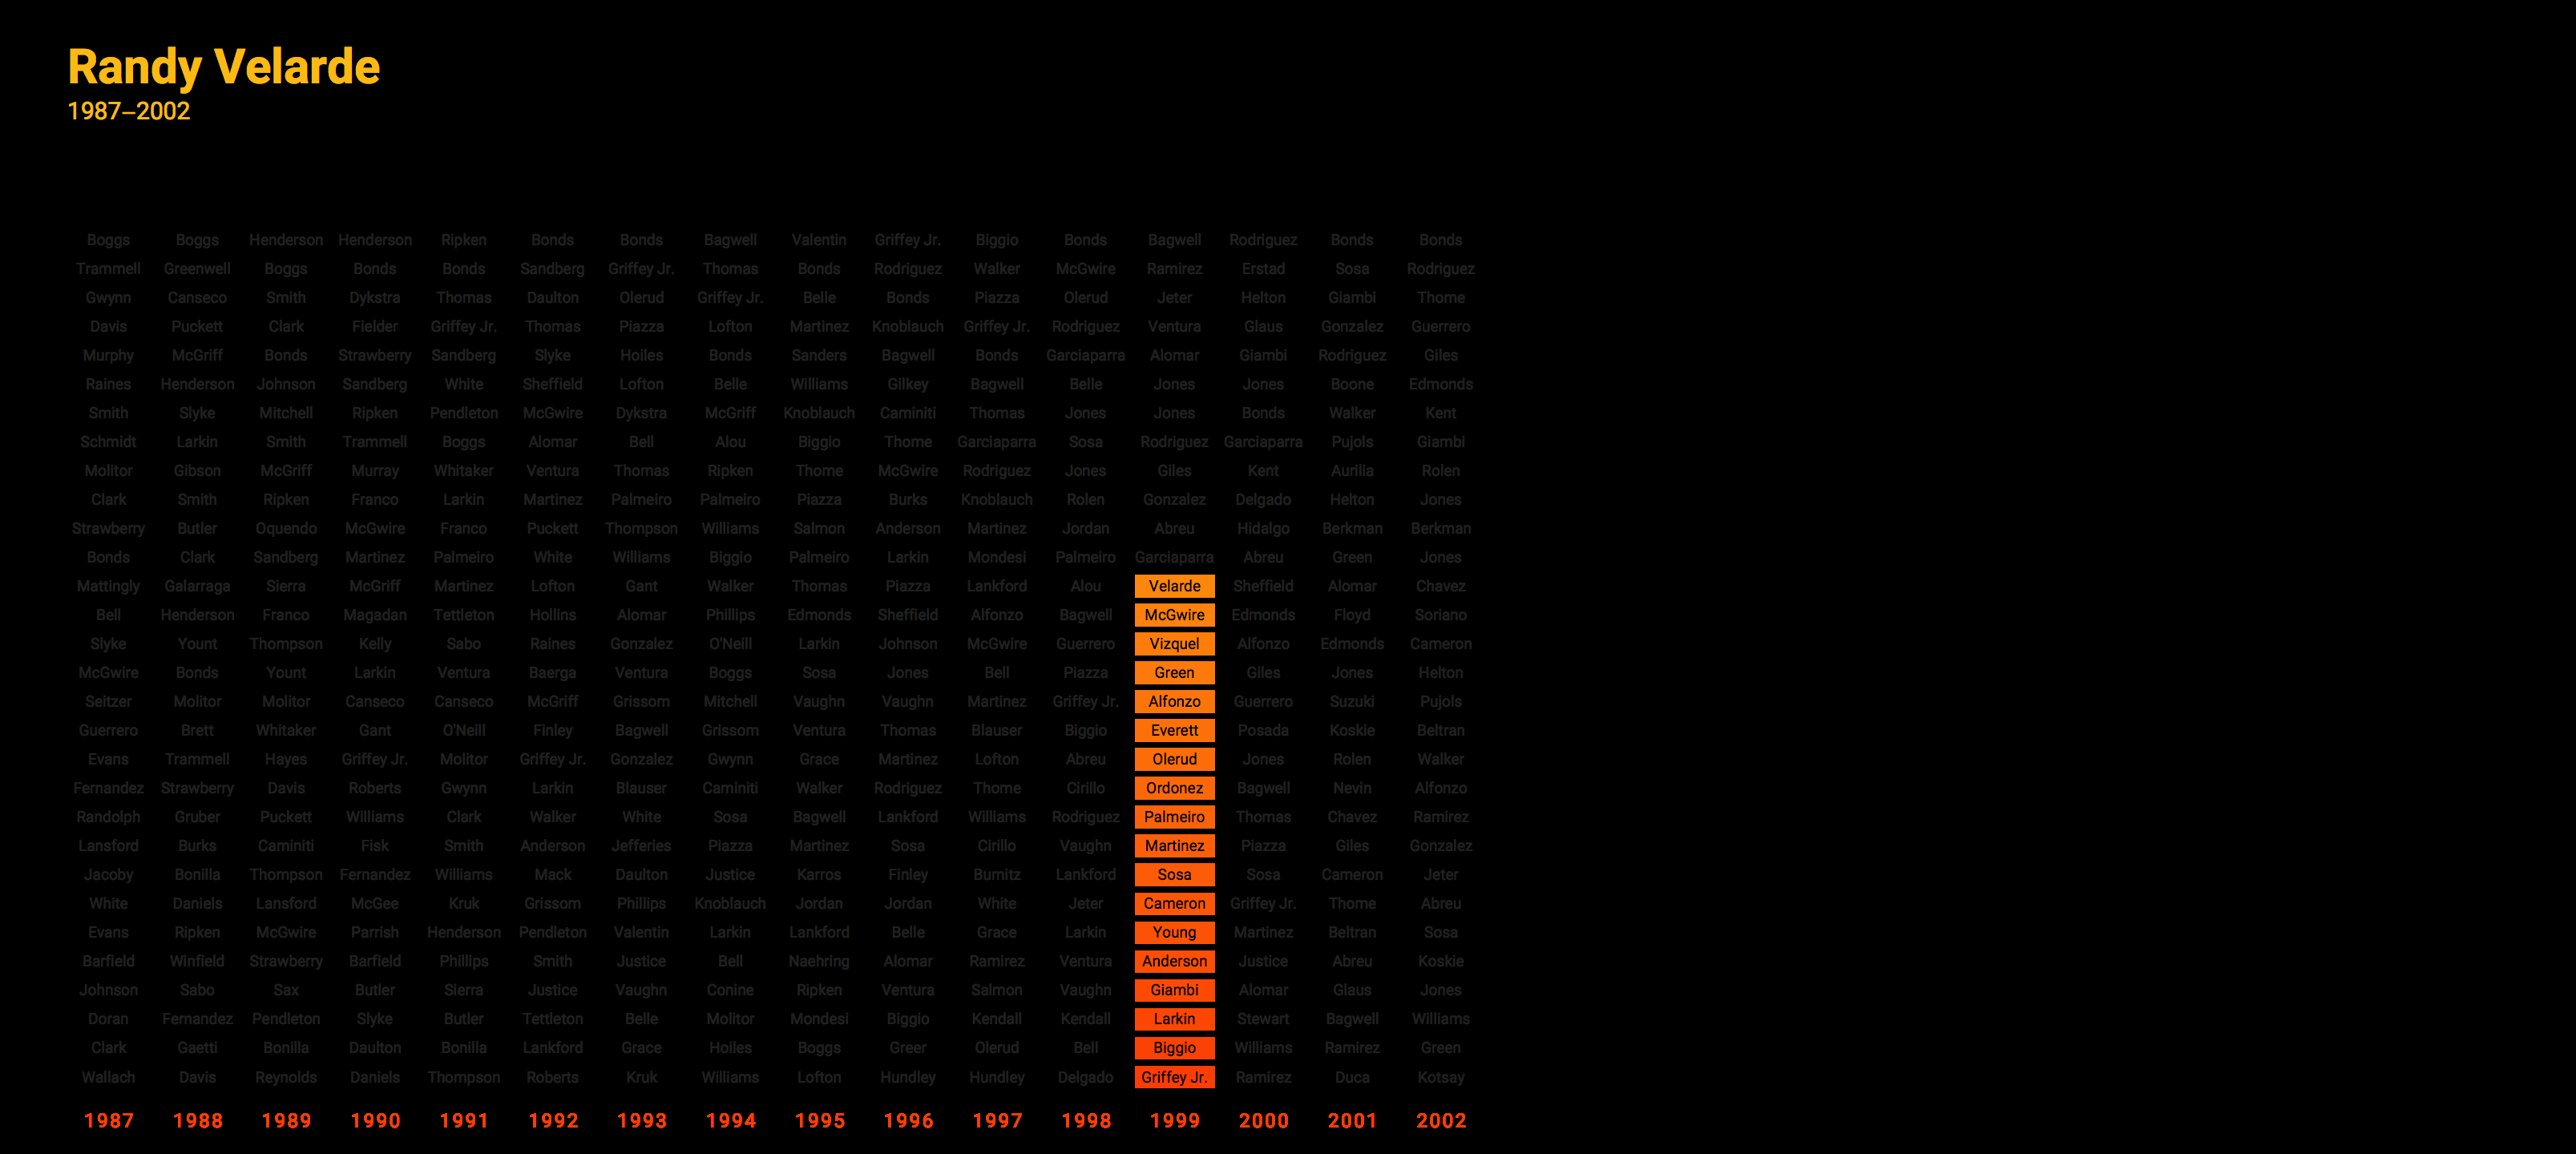 Randy Velarde
1987–2002
Boggs Boggs Henderson Henderson Ripken Bonds Bonds Bagwell Valentin Griffey Jr. Biggio Bonds Bagwell Rodriguez Bonds Bonds
Trammell Greenwell Boggs Bonds Bonds Sandberg Griffey Jr. Thomas Bonds Rodriguez Walker McGwire Ramirez Erstad Sosa Rodriguez
Gwynn Canseco Smith Dykstra Thomas Daulton Olerud Griffey Jr. Belle Bonds Piazza Olerud Jeter Helton Giambi Thome
Davis Puckett Clark Fielder Griffey Jr. Thomas Piazza Lofton Martinez Knoblauch Griffey Jr. Rodriguez Ventura Glaus Gonzalez Guerrero
Murphy McGriff Bonds Strawberry Sandberg Slyke Hoiles Bonds Sanders Bagwell Bonds Garciaparra Alomar Giambi Rodriguez Giles
Raines Henderson Johnson Sandberg White Sheffield Lofton Belle Williams Gilkey Bagwell Belle Jones Jones Boone Edmonds
Smith Slyke Mitchell Ripken Pendleton McGwire Dykstra McGriff Knoblauch Caminiti Thomas Jones Jones Bonds Walker Kent
Schmidt Larkin Smith Trammell Boggs Alomar Bell Alou Biggio Thome Garciaparra Sosa Rodriguez Garciaparra Pujols Giambi
Molitor Gibson McGriff Murray Whitaker Ventura Thomas Ripken Thome McGwire Rodriguez Jones Giles Kent Aurilia Rolen
Clark Smith Ripken Franco Larkin Martinez Palmeiro Palmeiro Piazza Burks Knoblauch Rolen Gonzalez Delgado Helton Jones
Strawberry Butler Oquendo McGwire Franco Puckett Thompson Williams Salmon Anderson Martinez Jordan Abreu Hidalgo Berkman Berkman
Bonds Clark Sandberg Martinez Palmeiro White Williams Biggio Palmeiro Larkin Mondesi Palmeiro Garciaparra Abreu Green Jones
Mattingly Galarraga Sierra McGriff Martinez Lofton Gant Walker Thomas Piazza Lankford Alou Velarde Sheffield Alomar Chavez
Bell Henderson Franco Magadan Tettleton Hollins Alomar Phillips Edmonds Sheffield Alfonzo Bagwell McGwire Edmonds Floyd Soriano
Slyke Yount Thompson Kelly Sabo Raines Gonzalez O'Neill Larkin Johnson McGwire Guerrero Vizquel Alfonzo Edmonds Cameron
McGwire Bonds Yount Larkin Ventura Baerga Ventura Boggs Sosa Jones Bell Piazza Green Giles Jones Helton
Seitzer Molitor Molitor Canseco Canseco McGriff Grissom Mitchell Vaughn Vaughn Martinez Griffey Jr. Alfonzo Guerrero Suzuki Pujols
Guerrero Brett Whitaker Gant O'Neill Finley Bagwell Grissom Ventura Thomas Blauser Biggio Everett Posada Koskie Beltran
Evans Trammell Hayes Griffey Jr. Molitor Griffey Jr. Gonzalez Gwynn Grace Martinez Lofton Abreu Olerud Jones Rolen Walker
Fernandez Strawberry Davis Roberts Gwynn Larkin Blauser Caminiti Walker Rodriguez Thome Cirillo Ordonez Bagwell Nevin Alfonzo
Randolph Gruber Puckett Williams Clark Walker White Sosa Bagwell Lankford Williams Rodriguez Palmeiro Thomas Chavez Ramirez
Lansford Burks Caminiti Fisk Smith Anderson Jefferies Piazza Martinez Sosa Cirillo Vaughn Martinez Piazza Giles Gonzalez
Jacoby Bonilla Thompson Fernandez Williams Mack Daulton Justice Karros Finley Burnitz Lankford Sosa Sosa Cameron Jeter
White Daniels Lansford McGee Kruk Grissom Phillips Knoblauch Jordan Jordan White Jeter Cameron Griffey Jr. Thome Abreu
Evans Ripken McGwire Parrish Henderson Pendleton Valentin Larkin Lankford Belle Grace Larkin Young Martinez Beltran Sosa
Barfield Winfield Strawberry Barfield Phillips Smith Justice Bell Naehring Alomar Ramirez Ventura Anderson Justice Abreu Koskie
Johnson Sabo Sax Butler Sierra Justice Vaughn Conine Ripken Ventura Salmon Vaughn Giambi Alomar Glaus Jones
Doran Fernandez Pendleton Slyke Butler Tettleton Belle Molitor Mondesi Biggio Kendall Kendall Larkin Stewart Bagwell Williams
Clark Gaetti Bonilla Daulton Bonilla Lankford Grace Hoiles Boggs Greer Olerud Bell Biggio Williams Ramirez Green
Wallach Davis Reynolds Daniels Thompson Roberts Kruk Williams Lofton Hundley Hundley Delgado Griffey Jr. Ramirez Duca Kotsay
1987 1988 1989 1990 1991 1992 1993 1994 1995 1996 1997 1998 1999 2000 2001 2002